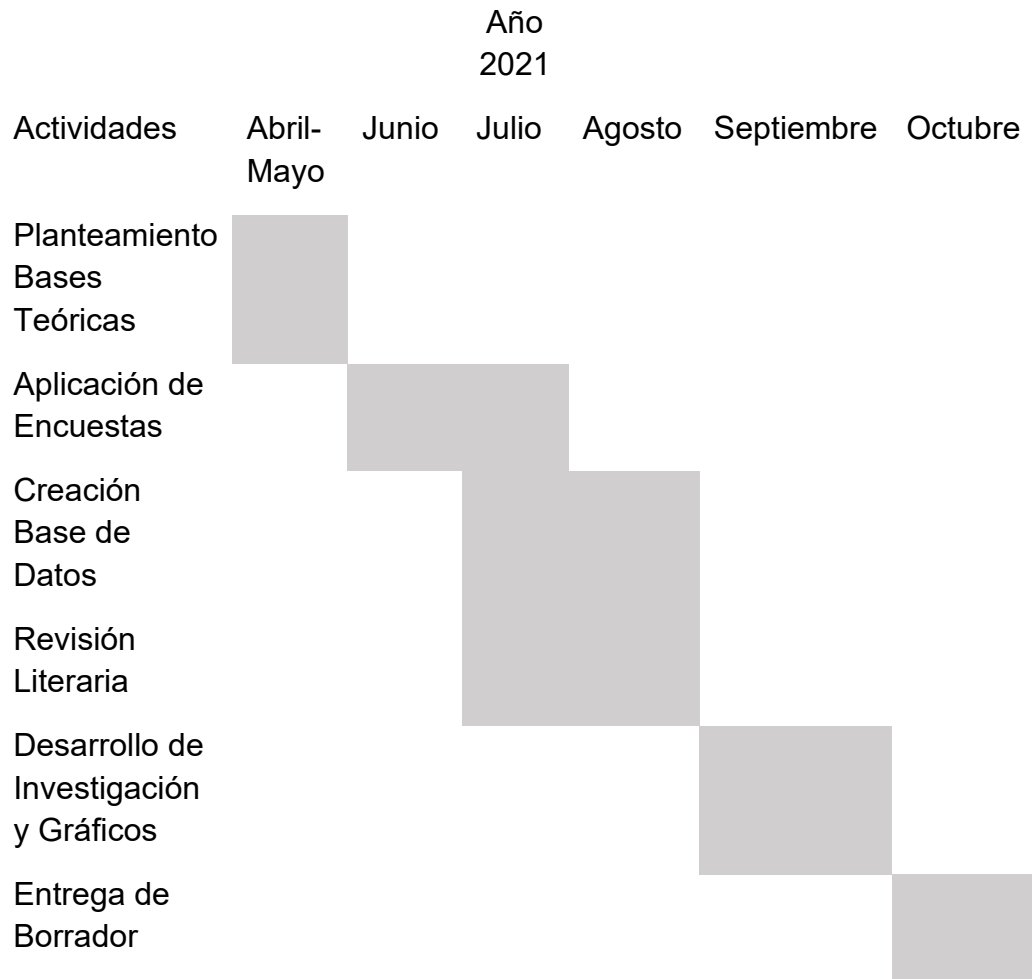 Año
2021
Actividades Abril- Junio Julio Agosto Septiembre Octubre
Mayo
Planteamiento
Bases
Teóricas
Aplicación de
Encuestas
Creación
Base de
Datos
Revisión
Literaria
Desarrollo de
Investigación
y Gráficos
Entrega de
Borrador